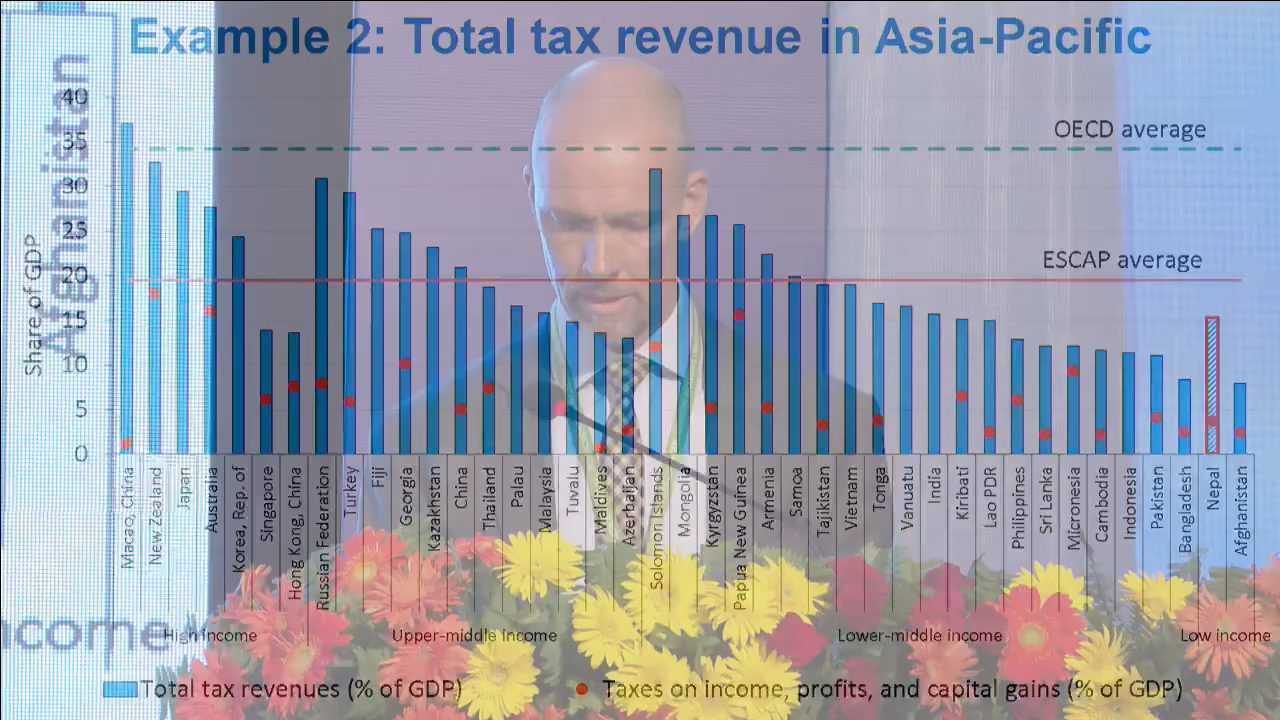 Example 2: Total tax revenue in Asia-Pacific
Afghanistan
Share of GDP
40
35
30
25
20
15
10
5
0
OECD average
ESCAP average
Macao, China
New Zealand
Japan
Australia
Korea, Rep. of
Singapore
Hong Kong, China
Russian Federation
Turkey
Fiji
Georgia
Kazakhstan
China
Thailand
Palau
Malaysia
Tuvalu
Maldives
Azerbaijan
Solomon Islands
Mongolia
Kyrgyzstan
Papua New Guinea
Armenia
Samoa
Tajikistan
Vietnam
Tonga
Vanuatu
India
Kiribati
Lao PDR
Philippines
Sri Lanka
Micronesia
Cambodia
Indonesia
Pakistan
Bangladesh
Nepal
Afghanistan
High income
Upper-middle income
Lower-middle income
Low income
Total tax revenues (% of GDP)
Taxes on income, profits, and capital gains (% of GDP)